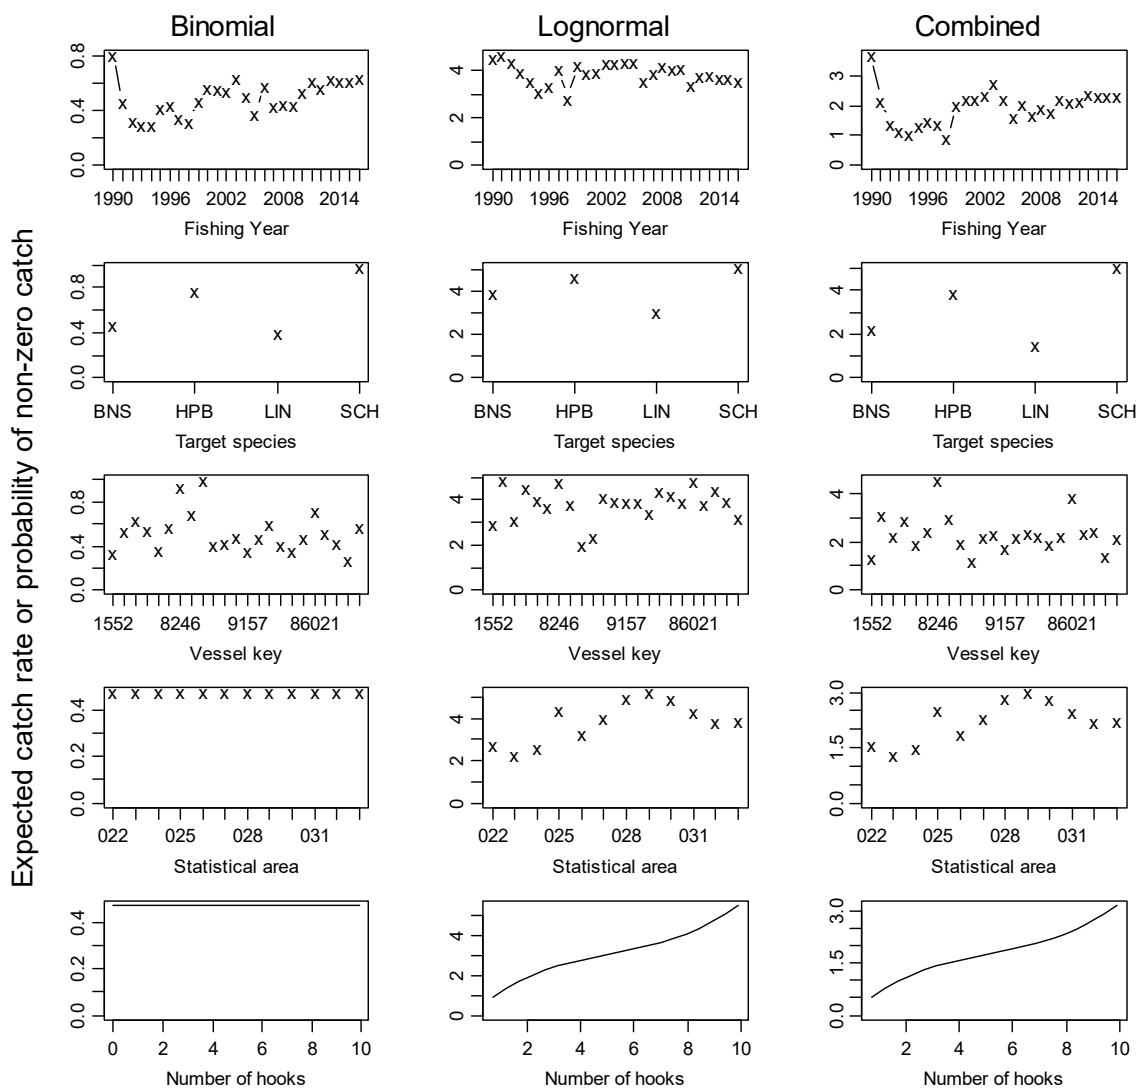 Binomial Lognormal Combined
Expected catch rate or probability of non-zero catch
0.0 0.4 0.8
1990 1996 2002 2008 2014
Fishing Year
0 2 4
1990 1996 2002 2008 2014
Fishing Year
0 1 2 3
1990 1996 2002 2008 2014
Fishing Year
0.0 0.4 0.8
BNS HPB LIN SCH
Target species
0 2 4
BNS HPB LIN SCH
Target species
0 2 4
BNS HPB LIN SCH
Target species
0.0 0.4 0.8
1552 8246 9157 86021
Vessel key
0 2 4
1552 8246 9157 86021
Vessel key
0 2 4
1552 8246 9157 86021
Vessel key
0.0 0.2 0.4
022 025 028 031
Statistical area
0 2 4
022 025 028 031
Statistical area
0.0 1.5 3.0
022 025 028 031
Statistical area
0.0 0.2 0.4
0 2 4 6 8 10
Number of hooks
0 2 4
2 4 6 8 10
Number of hooks
0.0 1.5 3.0
2 4 6 8 10
Number of hooks